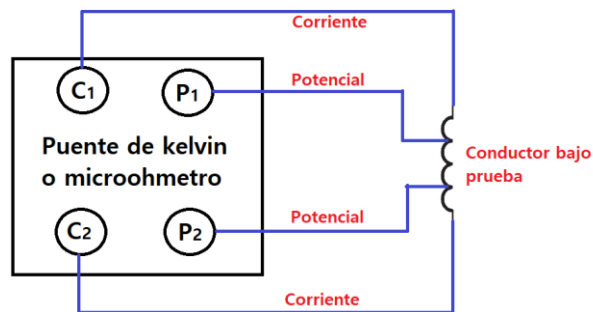 Corriente
C1
P1
Potencial
Puente de kelvin
o microohmetro
Conductor bajo
prueba
C2
P2
Potencial
Corriente